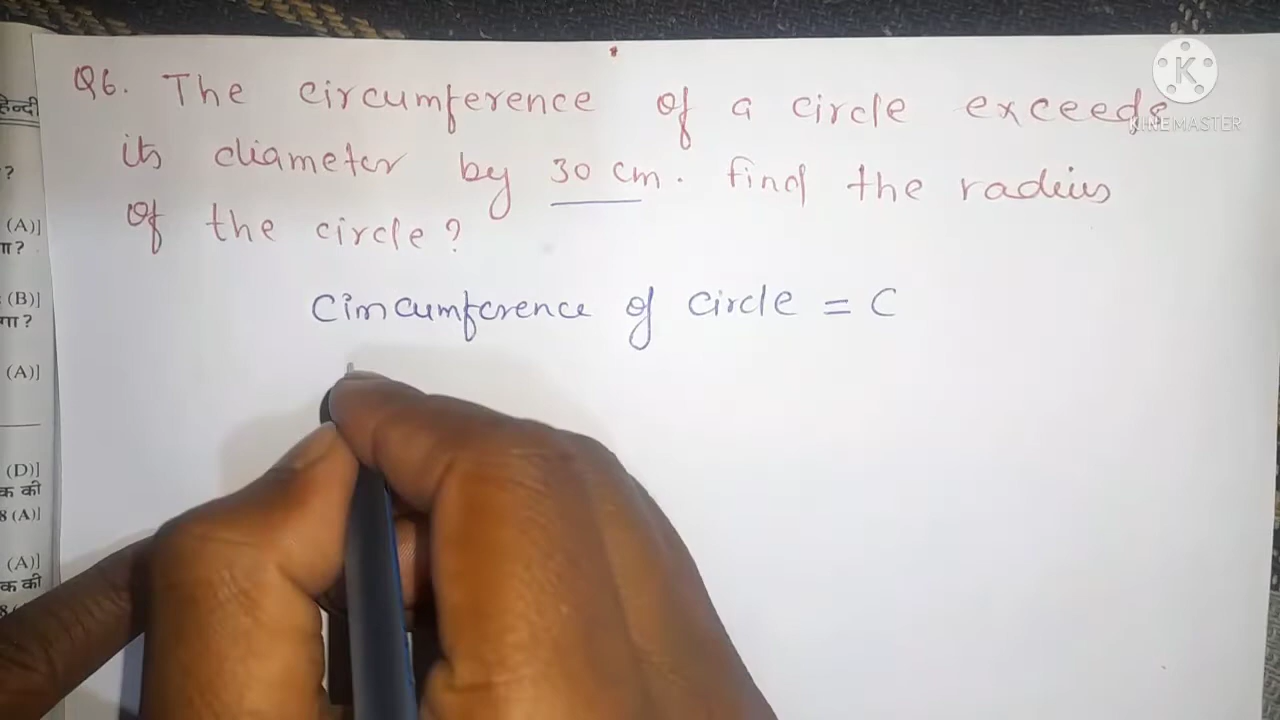 Q6. The circumference of a circle exceeds
its diameter by 30 cm. find the radius
of the circle?
Circumference of circle = C
K
KINEMASTER
हिन्दी
?
(A)]
?
(B)]
?
(A)]
(D)]
क की
8 (A)]
(A)]
क की